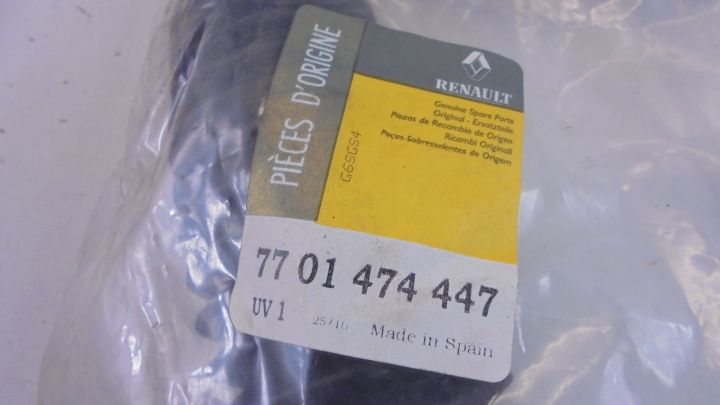 PIÈCES D'ORIGINE
RENAULT
Genuine Spare Parts
Original - Ersatzteile
Piezas de Recambio de Origen
Ricambi Originali
Peças-Sobresselentes de Origem
G6SGS4
77 01 474 447
UV 1 25/10 Made in Spain